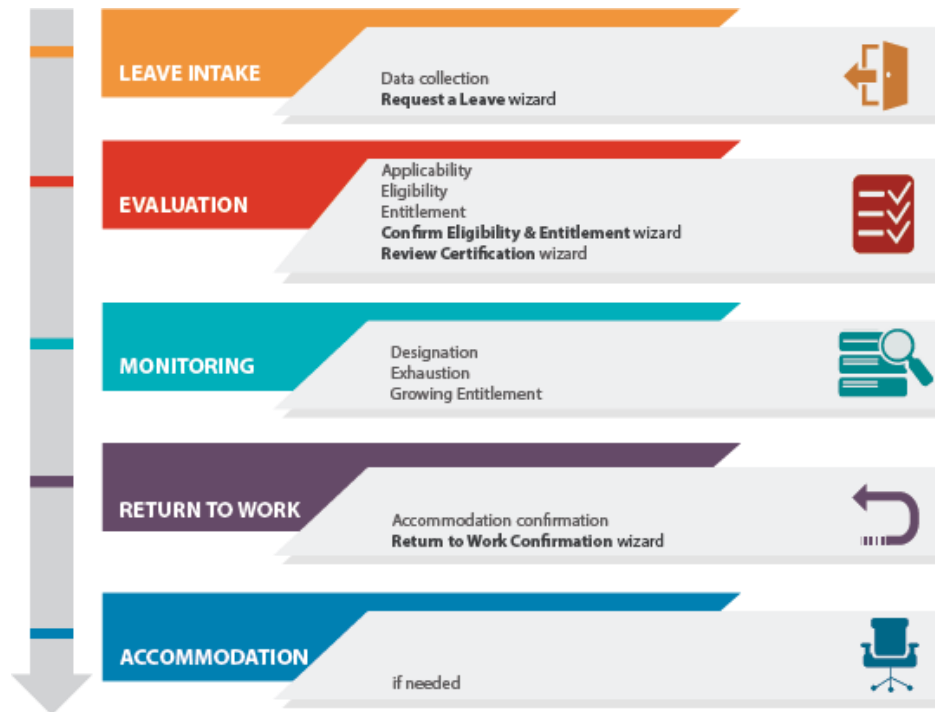 LEAVE INTAKE
Data collection
Request a Leave wizard
EVALUATION
Applicability
Eligibility
Entitlement
Confirm Eligibility & Entitlement wizard
Review Certification wizard
MONITORING
Designation
Exhaustion
Growing Entitlement
RETURN TO WORK
Accommodation confirmation
Return to Work Confirmation wizard
ACCOMMODATION
if needed